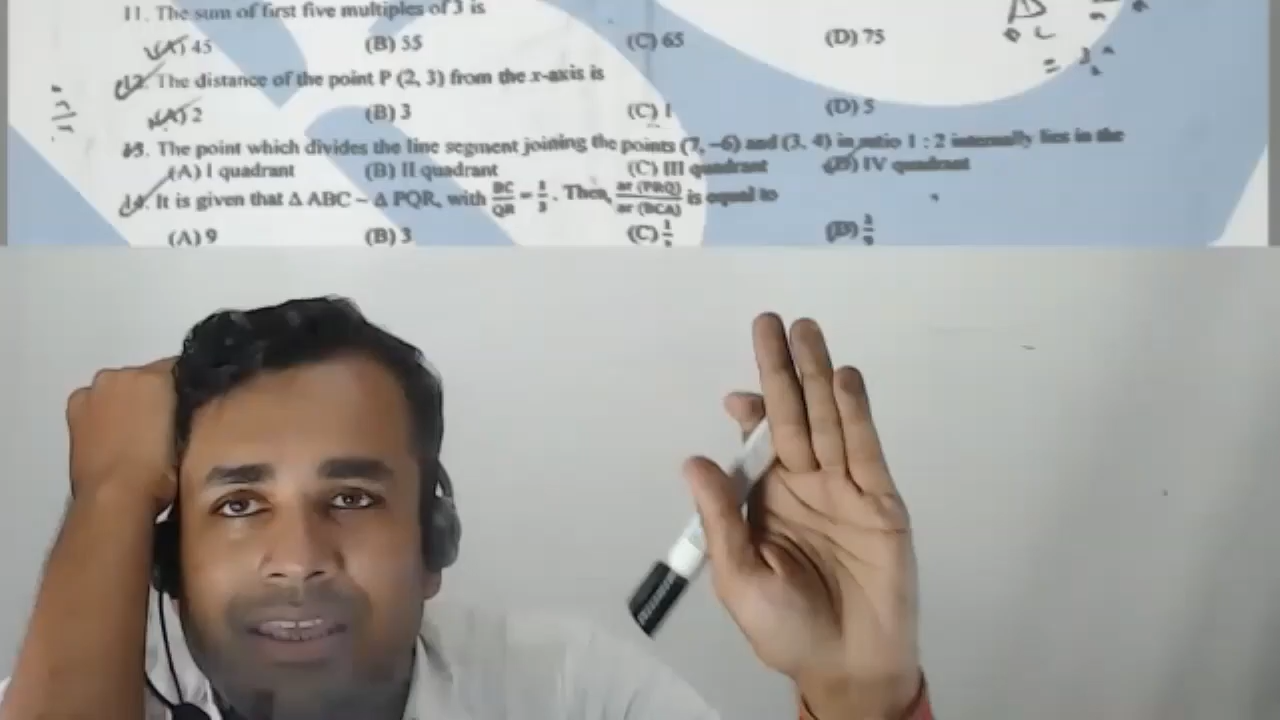 11. The sum of first five multiples of 3 is
(A) 45 (B) 55 (C) 65 (D) 75
12. The distance of the point P (2, 3) from the x-axis is
(A) 2 (B) 3 (C) 1 (D) 5
13. The point which divides the line segment joining the points (7, –6) and (3, 4) in ratio 1 : 2 internally lies in the
(A) I quadrant (B) II quadrant (C) III quadrant (D) IV quadrant
14. It is given that Δ ABC ~ Δ PQR, with BC/QR = 1/3. Then, ar (PRQ)/ar (BCA) is equal to
(A) 9 (B) 3 (C) (D)